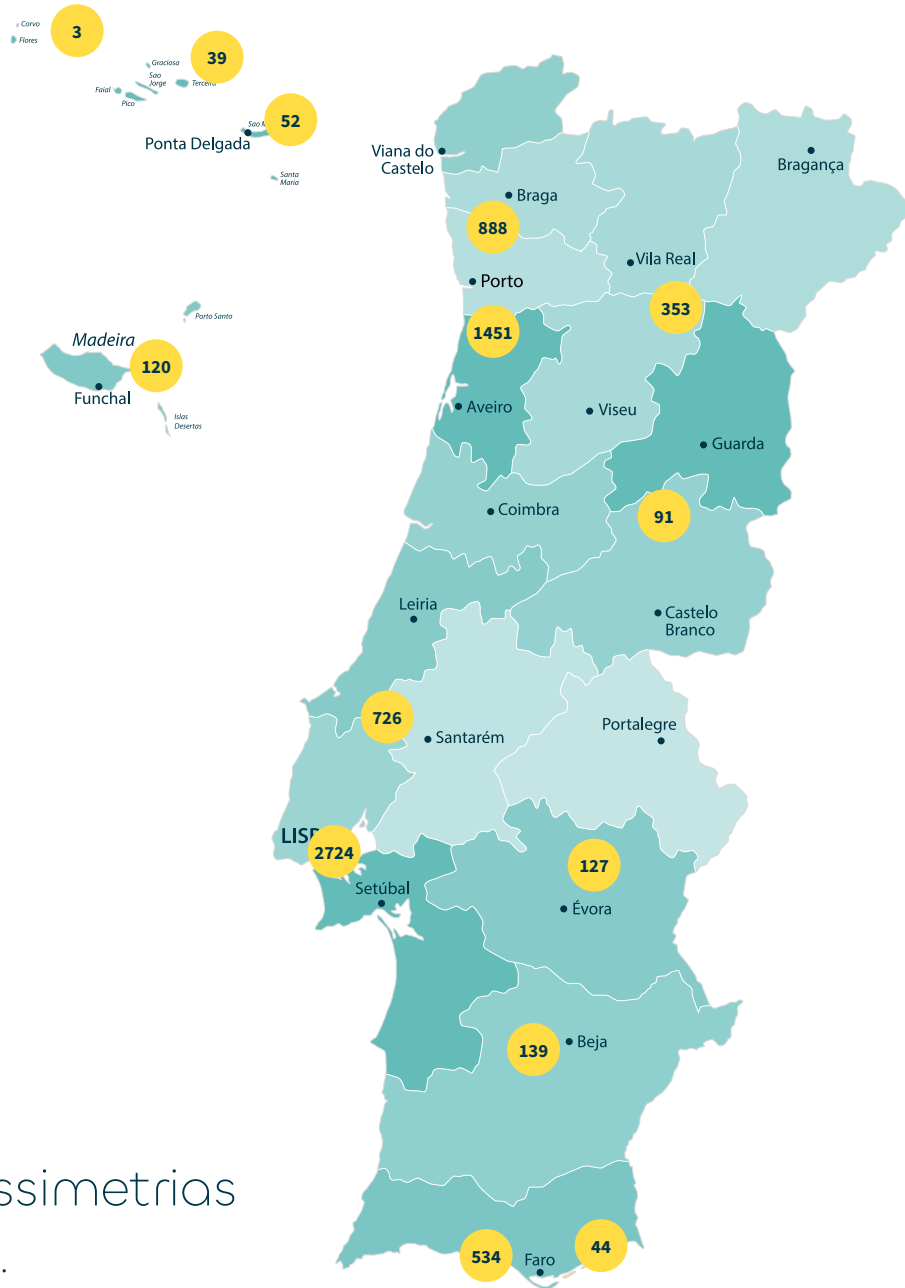 Corvo
Flores
3
Graciosa
39
Sao
Jorge
Faial
Pico
52
Ponta Delgada
Santa
Maria
Viana do
Castelo
Braga
Bragança
888
Vila Real
Porto
353
1451
Porto Santo
Madeira
120
Funchal
Islas
Desertas
Aveiro
Viseu
Guarda
Coimbra
91
Leiria
Castelo
Branco
726
Santarém
Portalegre
2724
127
Setúbal
Évora
139
Beja
ssimetrias
.
534
Faro
44